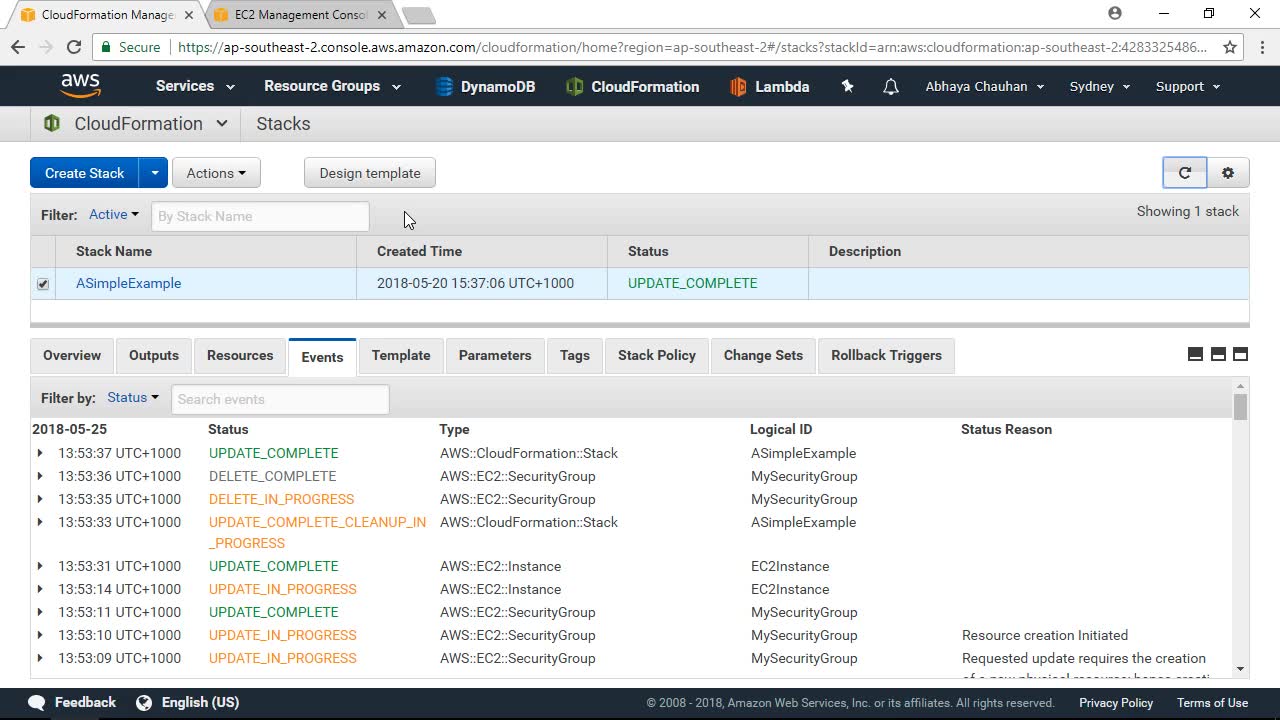 CloudFormation Manage
EC2 Management Consol
Secure https://ap-southeast-2.console.aws.amazon.com/cloudformation/home?region=ap-southeast-2#/stacks?stackId=arn:aws:cloudformation:ap-southeast-2:4283325486...
aws Services Resource Groups DynamoDB CloudFormation Lambda Abhaya Chauhan Sydney Support
CloudFormation Stacks
Create Stack Actions Design template
Filter: Active By Stack Name Showing 1 stack
Stack Name Created Time Status Description
ASimpleExample 2018-05-20 15:37:06 UTC+1000 UPDATE_COMPLETE
Overview Outputs Resources Events Template Parameters Tags Stack Policy Change Sets Rollback Triggers
Filter by: Status Search events
2018-05-25 Status Type Logical ID Status Reason
13:53:37 UTC+1000 UPDATE_COMPLETE AWS::CloudFormation::Stack ASimpleExample
13:53:36 UTC+1000 DELETE_COMPLETE AWS::EC2::SecurityGroup MySecurityGroup
13:53:35 UTC+1000 DELETE_IN_PROGRESS AWS::EC2::SecurityGroup MySecurityGroup
13:53:33 UTC+1000 UPDATE_COMPLETE_CLEANUP_IN AWS::CloudFormation::Stack ASimpleExample
_PROGRESS
13:53:31 UTC+1000 UPDATE_COMPLETE AWS::EC2::Instance EC2Instance
13:53:14 UTC+1000 UPDATE_IN_PROGRESS AWS::EC2::Instance EC2Instance
13:53:11 UTC+1000 UPDATE_COMPLETE AWS::EC2::SecurityGroup MySecurityGroup
13:53:10 UTC+1000 UPDATE_IN_PROGRESS AWS::EC2::SecurityGroup MySecurityGroup Resource creation Initiated
13:53:09 UTC+1000 UPDATE_IN_PROGRESS AWS::EC2::SecurityGroup MySecurityGroup Requested update requires the creation
of a new physical resource; hence creati
Feedback English (US) © 2008 - 2018, Amazon Web Services, Inc. or its affiliates. All rights reserved. Privacy Policy Terms of Use